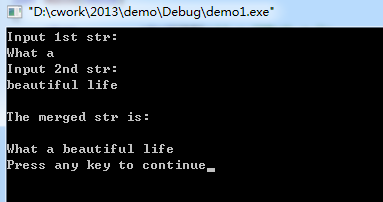 "D:\cwork\2013\demo\Debug\demo1.exe"
Input 1st str:
What a
Input 2nd str:
beautiful life
The merged str is:
What a beautiful life
Press any key to continue